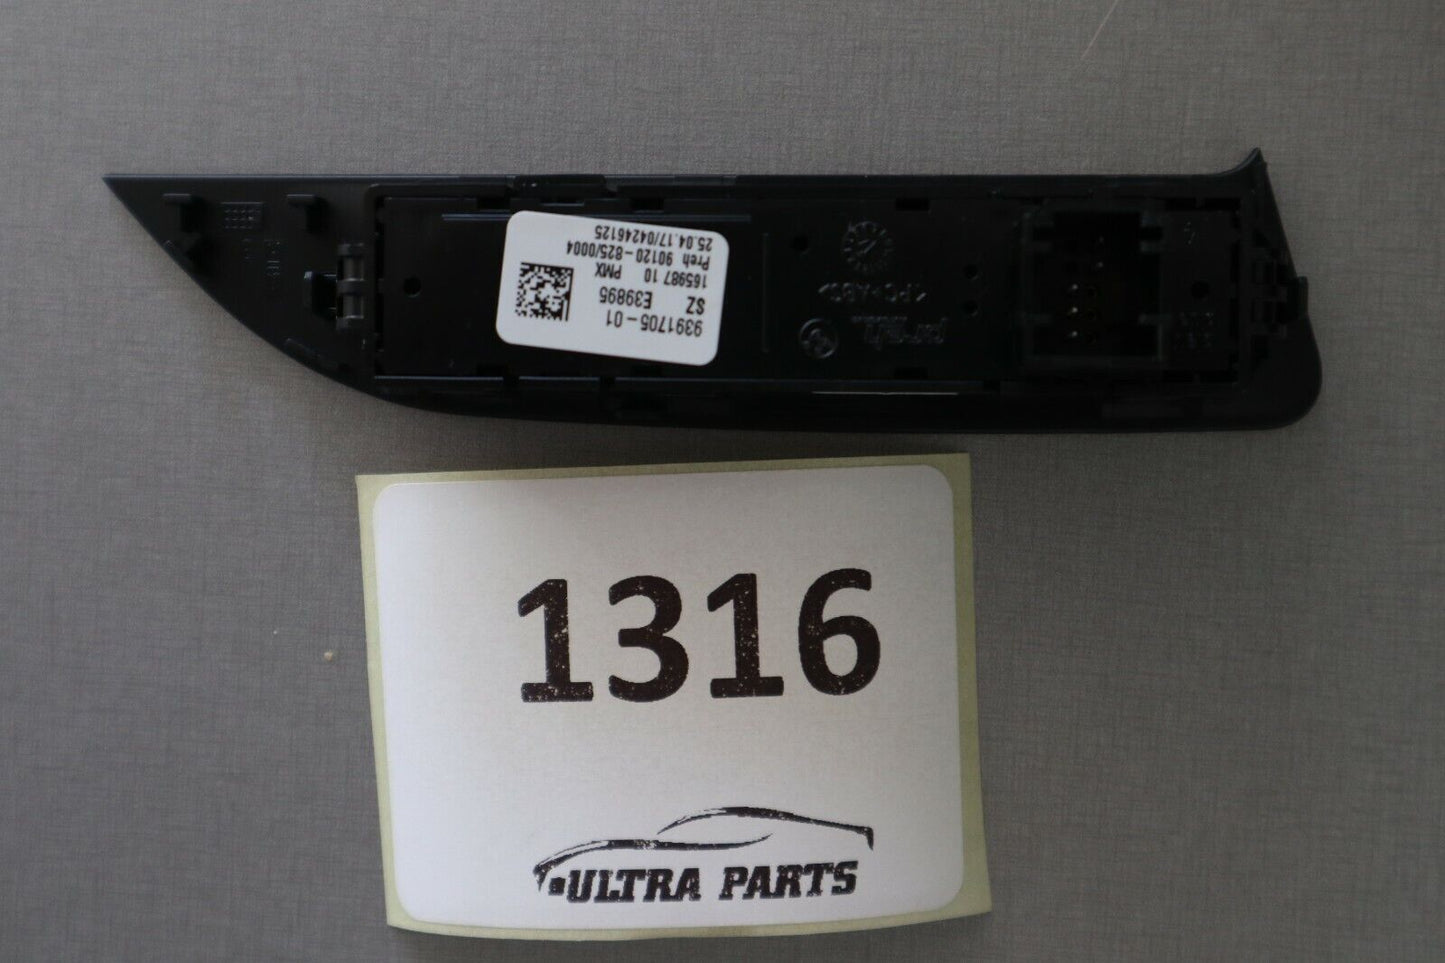 9391705-01
SZ E39895
165987 10 PMX
Preh 90120-825/0004
25.04.17/04246125
1316
ULTRA PARTS